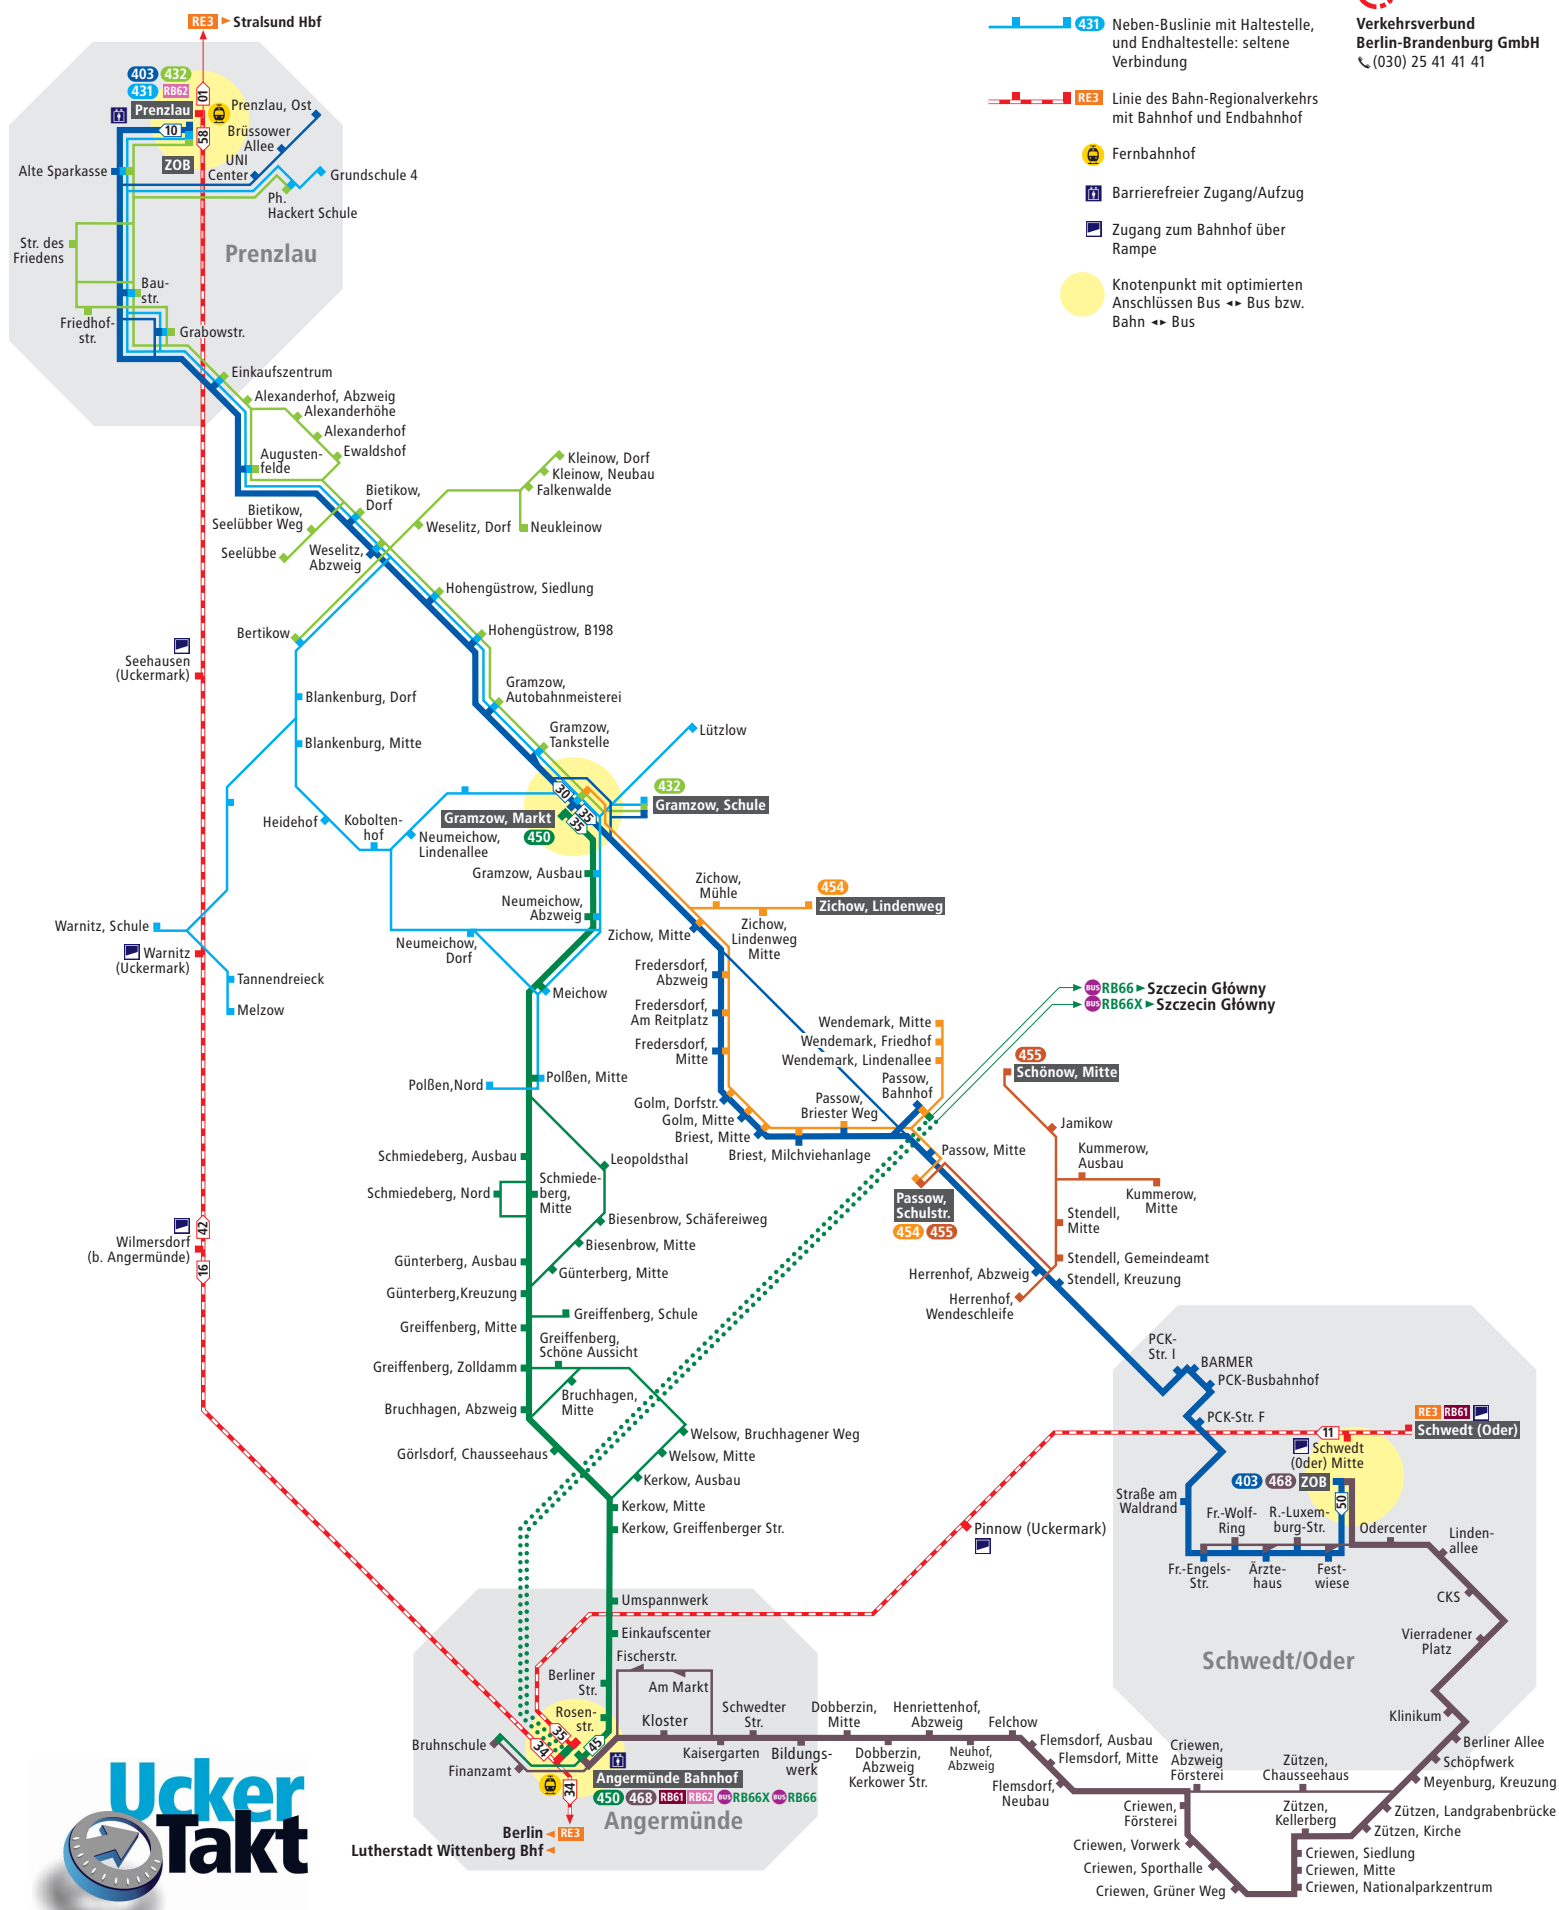 RE3 Stralsund Hbf
431 Neben-Buslinie mit Haltestelle,
und Endhaltestelle: seltene
Verbindung
RE3 Linie des Bahn-Regionalverkehrs
mit Bahnhof und Endbahnhof
Fernbahnhof
Barrierefreier Zugang/Aufzug
Zugang zum Bahnhof über
Rampe
Knotenpunkt mit optimierten
Anschlüssen Bus ◄► Bus bzw.
Bahn ◄► Bus
Verkehrsverbund
Berlin-Brandenburg GmbH
(030) 25 41 41 41
403 432
431 RB62
Prenzlau
01
58
10
ZOB
Prenzlau, Ost
Brüssower
Allee
UNI
Center
Grundschule 4
Ph.
Hackert Schule
Alte Sparkasse
Str. des
Friedens
Prenzlau
Bau-
str.
Friedhof-
str.
Grabowstr.
Einkaufszentrum
Alexanderhof, Abzweig
Alexanderhöhe
Alexanderhof
Ewaldshof
Augusten-
felde
Bietikow,
Dorf
Bietikow,
Seelübber Weg
Seelübbe
Weselitz,
Abzweig
Kleinow, Dorf
Kleinow, Neubau
Falkenwalde
Weselitz, Dorf
Neukleinow
Hohengüstrow, Siedlung
Hohengüstrow, B198
Bertikow
Seehausen
(Uckermark)
Blankenburg, Dorf
Blankenburg, Mitte
Gramzow,
Autobahnmeisterei
Gramzow,
Tankstelle
Lützlow
432
Gramzow, Schule
30
35
35
Gramzow, Markt
450
Heidehof
Kobolten-
hof
Neumeichow,
Lindenallee
Gramzow, Ausbau
Neumeichow,
Abzweig
Neumeichow,
Dorf
Meichow
Warnitz, Schule
Warnitz
(Uckermark)
Tannendreieck
Melzow
Zichow,
Mühle
454
Zichow, Lindenweg
Zichow,
Lindenweg
Mitte
Zichow, Mitte
Fredersdorf,
Abzweig
Fredersdorf,
Am Reitplatz
Fredersdorf,
Mitte
Wendemark, Mitte
Wendemark, Friedhof
Wendemark, Lindenallee
Passow,
Bahnhof
Passow,
Briester Weg
Golm, Dorfstr.
Golm, Mitte
Briest, Mitte
Briest, Milchviehanlage
BUS RB66 Szczecin Główny
BUS RB66X Szczecin Główny
455
Schönow, Mitte
Jamikow
Kummerow,
Ausbau
Kummerow,
Mitte
Passow, Mitte
Passow,
Schulstr.
454 455
Stendell,
Mitte
Stendell, Gemeindeamt
Stendell, Kreuzung
Herrenhof, Abzweig
Herrenhof,
Wendeschleife
Polßen,Nord
Polßen, Mitte
Schmiedeberg, Ausbau
Leopoldsthal
Schmiedeberg, Nord
Schmiede-
berg,
Mitte
Biesenbrow, Schäfereiweg
Biesenbrow, Mitte
Günterberg, Ausbau
Günterberg, Mitte
Günterberg,Kreuzung
Greiffenberg, Schule
Greiffenberg, Mitte
Greiffenberg,
Schöne Aussicht
Greiffenberg, Zolldamm
Bruchhagen,
Mitte
Bruchhagen, Abzweig
Welsow, Bruchhagener Weg
Welsow, Mitte
Görlsdorf, Chausseehaus
Kerkow, Ausbau
Kerkow, Mitte
Kerkow, Greiffenberger Str.
42
16
Wilmersdorf
(b. Angermünde)
PCK-
Str. I
BARMER
PCK-Busbahnhof
PCK-Str. F
RE3 RB61
Schwedt (Oder)
11
Schwedt
(Oder) Mitte
403 468 ZOB
50
Straße am
Waldrand
Fr.-Wolf-
Ring
R.-Luxem-
burg-Str.
Odercenter
Linden-
allee
Fr.-Engels-
Str.
Ärzte-
haus
Fest-
wiese
CKS
Vierradener
Platz
Schwedt/Oder
Klinikum
Berliner Allee
Schöpfwerk
Meyenburg, Kreuzung
Zützen, Landgrabenbrücke
Zützen, Kirche
Pinnow (Uckermark)
Umspannwerk
Einkaufscenter
Fischerstr.
Berliner
Str.
Am Markt
Rosen-
str.
Kloster
Schwedter
Str.
Dobberzin,
Mitte
Henriettenhof,
Abzweig
Felchow
Flemsdorf, Ausbau
Flemsdorf, Mitte
Criewen,
Abzweig
Försterei
Zützen,
Chausseehaus
Bruhnschule
Finanzamt
35
34
45
34
Kaisergarten
Bildungs-
werk
Dobberzin,
Abzweig
Kerkower Str.
Neuhof,
Abzweig
Flemsdorf,
Neubau
Criewen,
Försterei
Zützen,
Kellerberg
Criewen, Vorwerk
Criewen, Sporthalle
Criewen, Grüner Weg
Criewen, Siedlung
Criewen, Mitte
Criewen, Nationalparkzentrum
Angermünde Bahnhof
450 468 RB61 RB62 BUS RB66X BUS RB66
Angermünde
Berlin RE3
Lutherstadt Wittenberg Bhf
Ucker
Takt